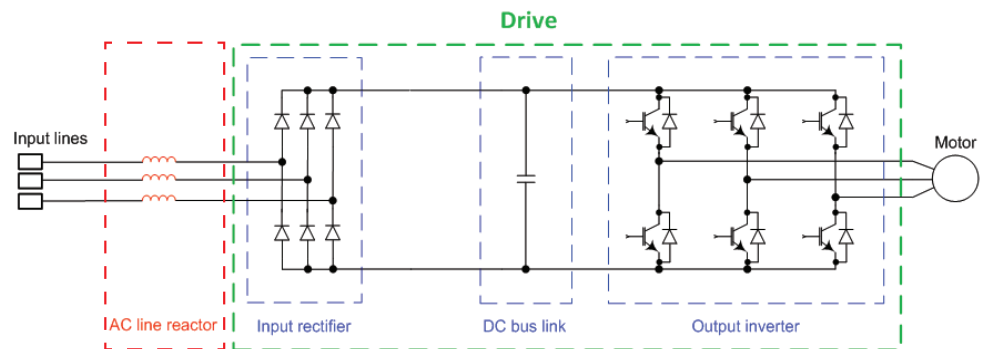 Drive
Input lines
Motor
AC line reactor
Input rectifier
DC bus link
Output inverter